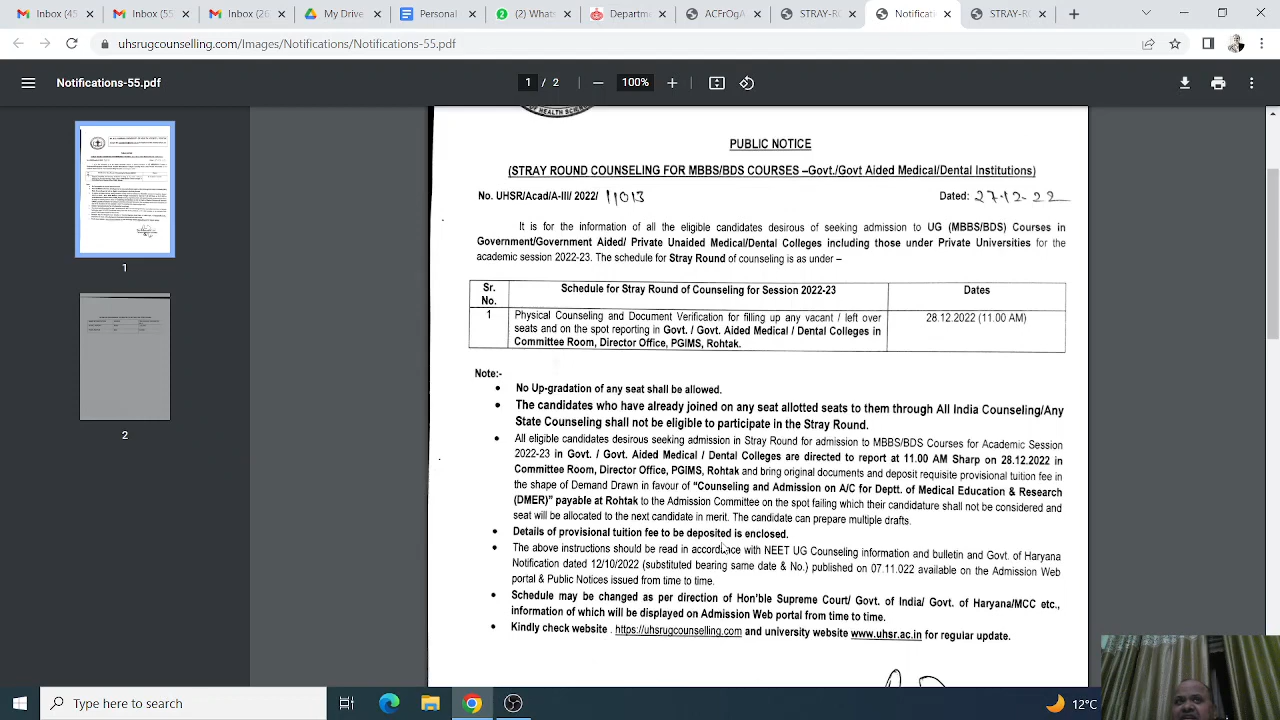 Inbox (45
Inbox (51
Inbox (26
My Drive
Personal
(2) Whats
Departme
ACFrOgA
STRAY-RO
Notificati
STRAY-RO
uhsrugcounselling.com/Images/Notifications/Notifications-55.pdf
Notifications-55.pdf
1 / 2
100%
1
2
OF HEALTH SCIENC
PUBLIC NOTICE
(STRAY ROUND COUNSELING FOR MBBS/BDS COURSES –Govt./Govt Aided Medical/Dental Institutions)
No. UHSR/Acad/A-III/ 2022/ 11013 Dated: 27.12.22
It is for the information of all the eligible candidates desirous of seeking admission to UG (MBBS/BDS) Courses in
Government/Government Aided/ Private Unaided Medical/Dental Colleges including those under Private Universities for the
academic session 2022-23. The schedule for Stray Round of counseling is as under –
Sr. No. Schedule for Stray Round of Counseling for Session 2022-23 Dates
1 Physical Counseling and Document Verification for filling up any vacant / left over 28.12.2022 (11.00 AM)
seats and on the spot reporting in Govt. / Govt. Aided Medical / Dental Colleges in
Committee Room, Director Office, PGIMS, Rohtak.
Note:-
• No Up-gradation of any seat shall be allowed.
• The candidates who have already joined on any seat allotted seats to them through All India Counseling/Any
State Counseling shall not be eligible to participate in the Stray Round.
• All eligible candidates desirous seeking admission in Stray Round for admission to MBBS/BDS Courses for Academic Session
2022-23 in Govt. / Govt. Aided Medical / Dental Colleges are directed to report at 11.00 AM Sharp on 28.12.2022 in
Committee Room, Director Office, PGIMS, Rohtak and bring original documents and deposit requisite provisional tuition fee in
the shape of Demand Drawn in favour of “Counseling and Admission on A/C for Deptt. of Medical Education & Research
(DMER)” payable at Rohtak to the Admission Committee on the spot failing which their candidature shall not be considered and
seat will be allocated to the next candidate in merit. The candidate can prepare multiple drafts.
• Details of provisional tuition fee to be deposited is enclosed.
• The above instructions should be read in accordance with NEET UG Counseling information and bulletin and Govt. of Haryana
Notification dated 12/10/2022 (substituted bearing same date & No.) published on 07.11.022 available on the Admission Web
portal & Public Notices issued from time to time.
• Schedule may be changed as per direction of Hon’ble Supreme Court/ Govt. of India/ Govt. of Haryana/MCC etc.,
information of which will be displayed on Admission Web portal from time to time.
• Kindly check website . https://uhsrugcounselling.com and university website www.uhsr.ac.in for regular update.
Type here to search
12°C